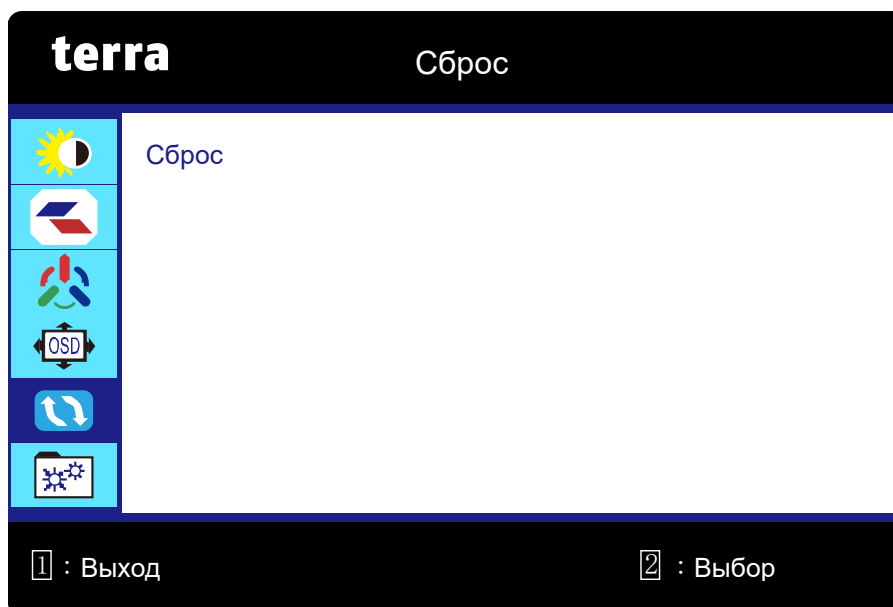 terra
Сброс
Сброс
OSD
1 : Выход
2 : Выбор